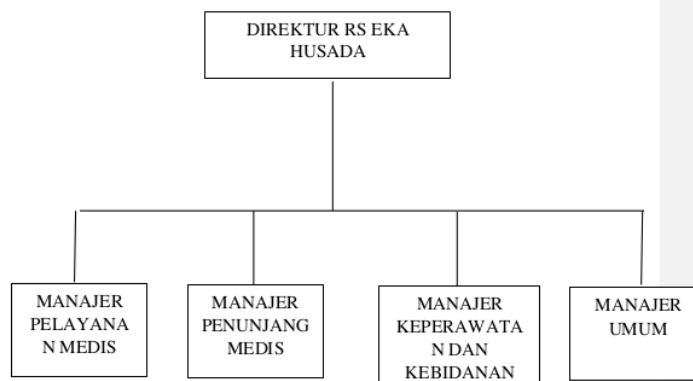 DIREKTUR RS EKA
HUSADA
MANAJER
PELAYANA
N MEDIS
MANAJER
PENUNJANG
MEDIS
MANAJER
KEPERAWATA
N DAN
KEBIDANAN
MANAJER
UMUM